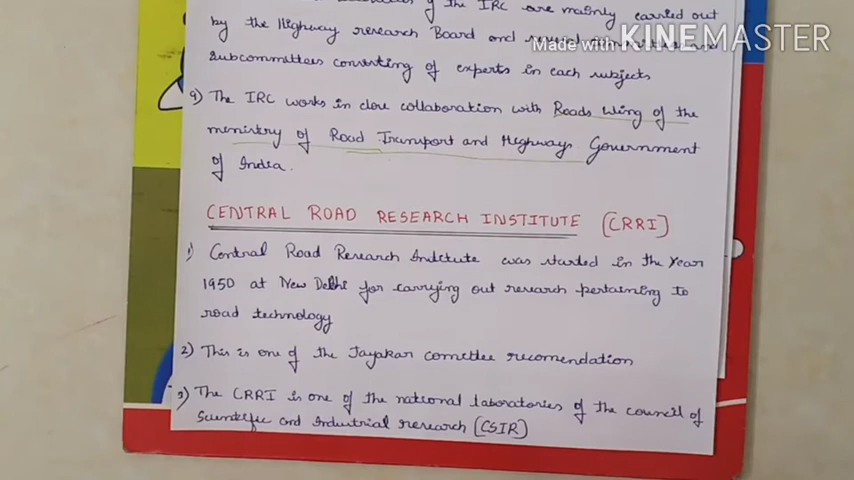 of the IRC are mainly carried out
by the Highway research Board and
Made with KINEMASTER
subcommittees consisting of experts in each subjects
9) The IRC works in close collaboration with Roads wing of the
ministry of Road Transport and Highways Government
of India.
CENTRAL ROAD RESEARCH INSTITUTE [CRRI]
1) Central Road Research Institute was started in the year
1950 at New Delhi for carrying out research pertaining to
road technology
2) This is one of the Jayakar comettee recomendation
3) The CRRI is one of the national laboratories of the council of
Scientific and Industrial research [CSIR]